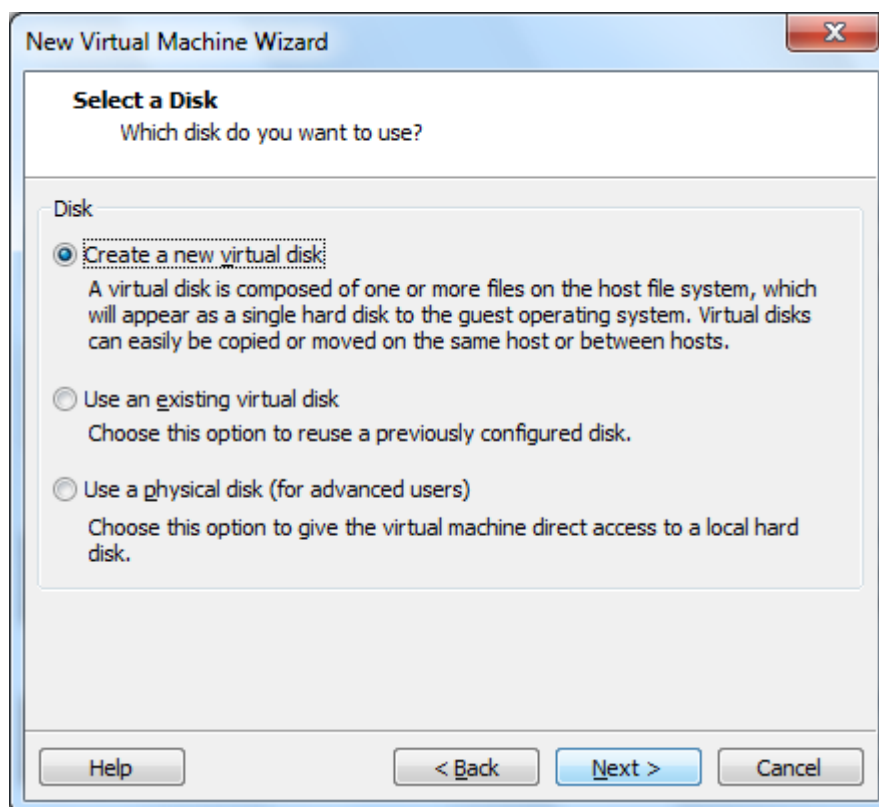 New Virtual Machine Wizard
Select a Disk
Which disk do you want to use?
Disk
Create a new virtual disk
A virtual disk is composed of one or more files on the host file system, which
will appear as a single hard disk to the guest operating system. Virtual disks
can easily be copied or moved on the same host or between hosts.
Use an existing virtual disk
Choose this option to reuse a previously configured disk.
Use a physical disk (for advanced users)
Choose this option to give the virtual machine direct access to a local hard
disk.
Help
< Back
Next >
Cancel